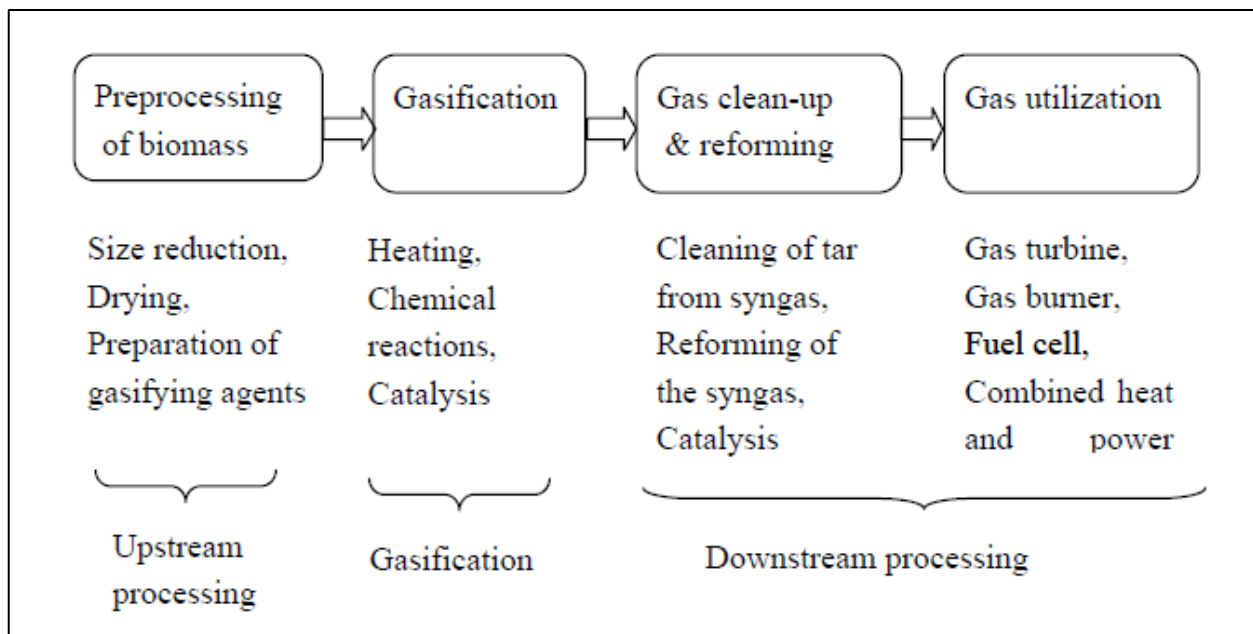 Preprocessing
of biomass
Gasification
Gas clean-up
& reforming
Gas utilization
Size reduction,
Drying,
Preparation of
gasifying agents
Heating,
Chemical
reactions,
Catalysis
Cleaning of tar
from syngas,
Reforming of
the syngas,
Catalysis
Gas turbine,
Gas burner,
Fuel cell,
Combined heat
and power
Upstream
processing
Gasification
Downstream processing